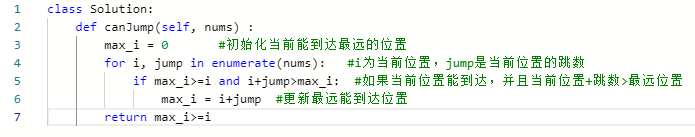 1 class Solution:
2 def canJump(self, nums) :
3 max_i = 0 #初始化当前能到达最远的位置
4 for i, jump in enumerate(nums): #i为当前位置，jump是当前位置的跳数
5 if max_i>=i and i+jump>max_i: #如果当前位置能到达，并且当前位置+跳数>最远位置
6 max_i = i+jump #更新最远能到达位置
7 return max_i>=i